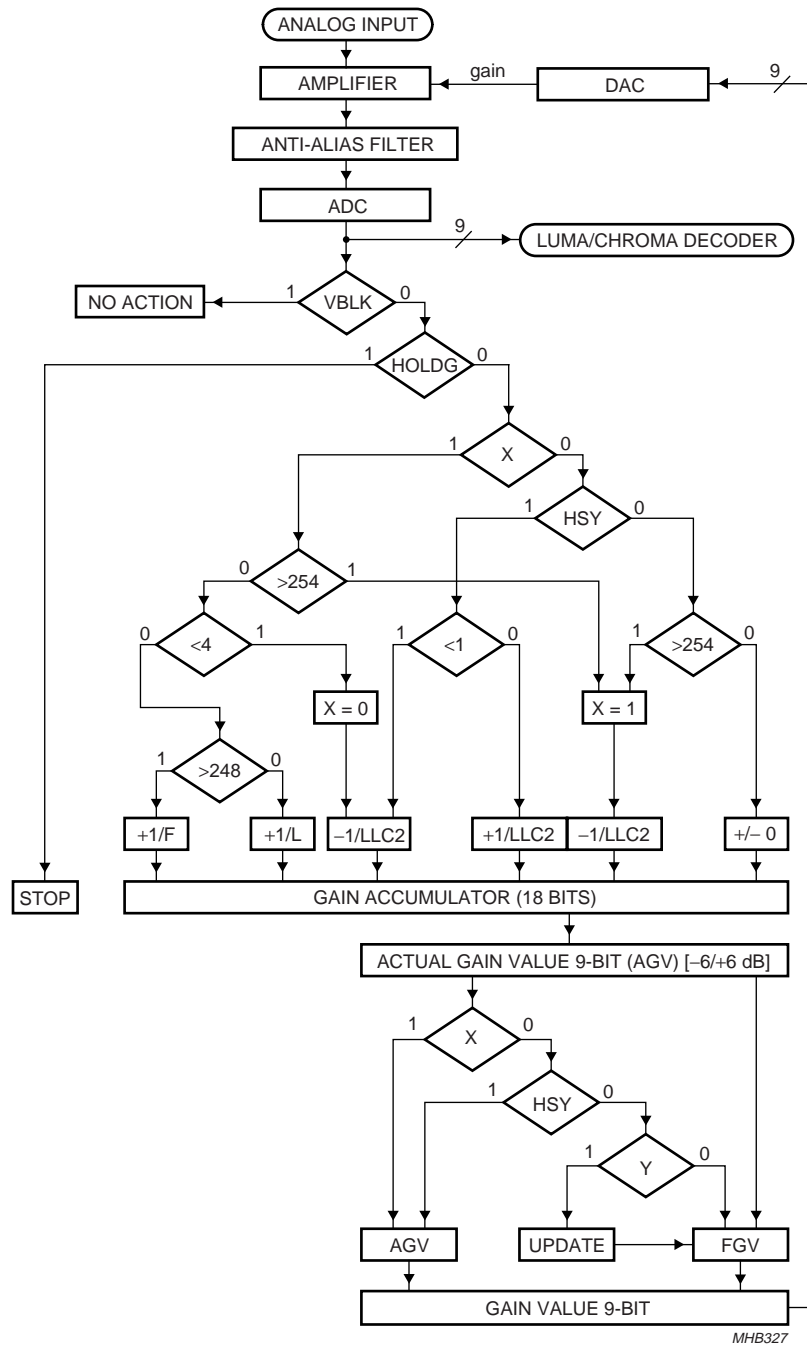 ANALOG INPUT
AMPLIFIER
gain
DAC
9
ANTI-ALIAS FILTER
ADC
9
LUMA/CHROMA DECODER
NO ACTION
1
VBLK
0
1
HOLDG
0
1
X
0
1
HSY
0
0
>254
1
0
<4
1
1
<1
0
1
>254
0
X = 0
X = 1
1
>248
0
+1/F
+1/L
−1/LLC2
+1/LLC2
−1/LLC2
+/− 0
STOP
GAIN ACCUMULATOR (18 BITS)
ACTUAL GAIN VALUE 9-BIT (AGV) [−6/+6 dB]
1
X
0
1
HSY
0
1
Y
0
AGV
UPDATE
FGV
GAIN VALUE 9-BIT
MHB327